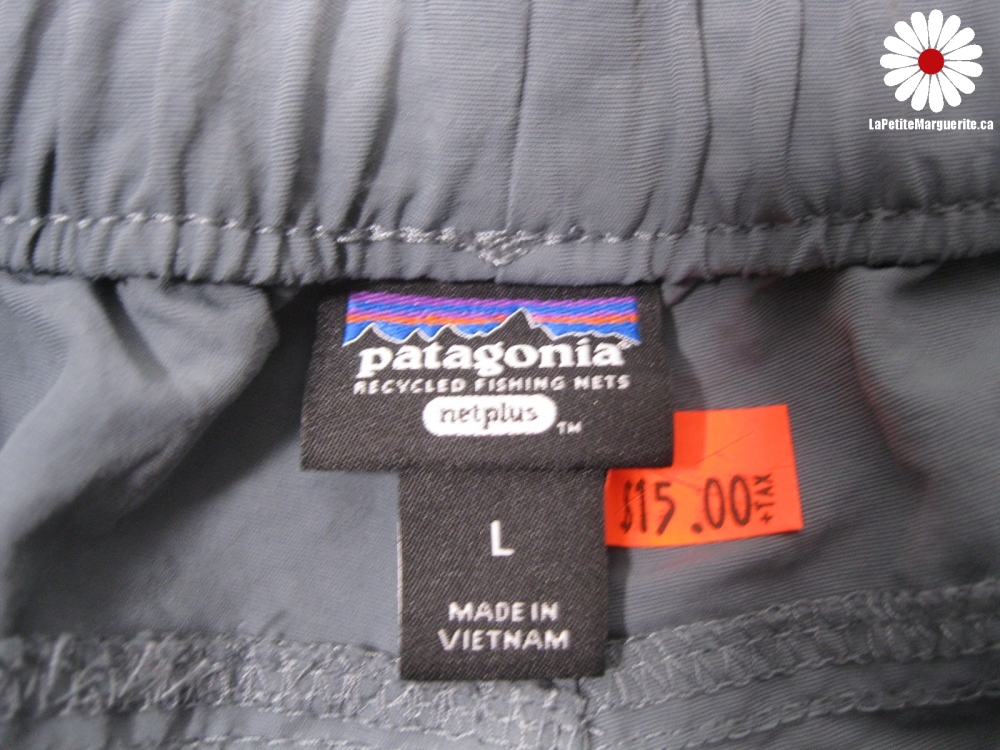 LaPetiteMarguerite.ca
patagonia®
RECYCLED FISHING NETS
netplus ™
$15.00 +TAX
L
MADE IN
VIETNAM